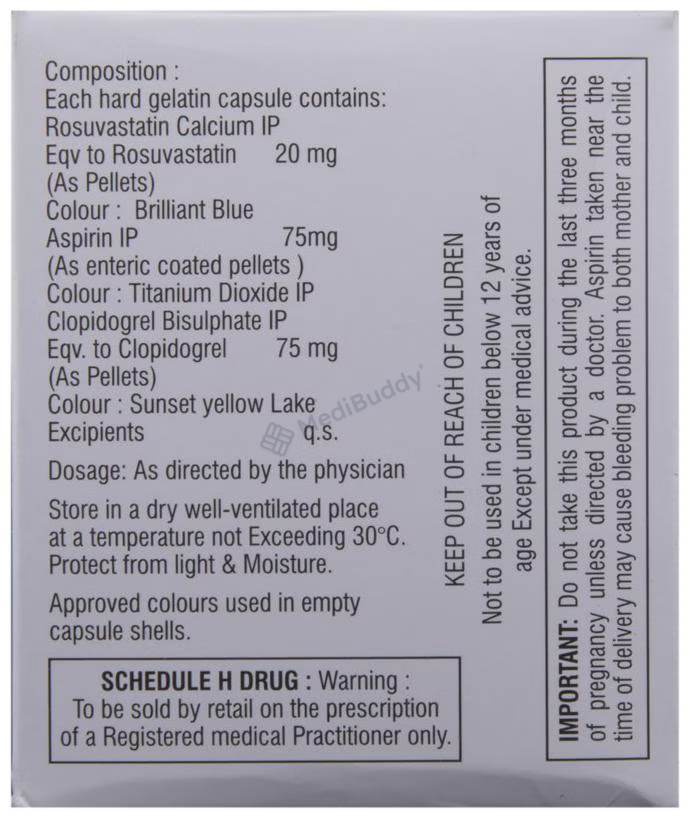 Composition :
Each hard gelatin capsule contains:
Rosuvastatin Calcium IP
Eqv to Rosuvastatin 20 mg
(As Pellets)
Colour : Brilliant Blue
Aspirin IP 75mg
(As enteric coated pellets )
Colour : Titanium Dioxide IP
Clopidogrel Bisulphate IP
Eqv. to Clopidogrel 75 mg
(As Pellets)
Colour : Sunset yellow Lake
Excipients q.s.
Dosage: As directed by the physician
Store in a dry well-ventilated place
at a temperature not Exceeding 30°C.
Protect from light & Moisture.
Approved colours used in empty
capsule shells.
SCHEDULE H DRUG : Warning :
To be sold by retail on the prescription
of a Registered medical Practitioner only.
KEEP OUT OF REACH OF CHILDREN
Not to be used in children below 12 years of
age Except under medical advice.
IMPORTANT: Do not take this product during the last three months
of pregnancy unless directed by a doctor. Aspirin taken near the
time of delivery may cause bleeding problem to both mother and child.
MediBuddy